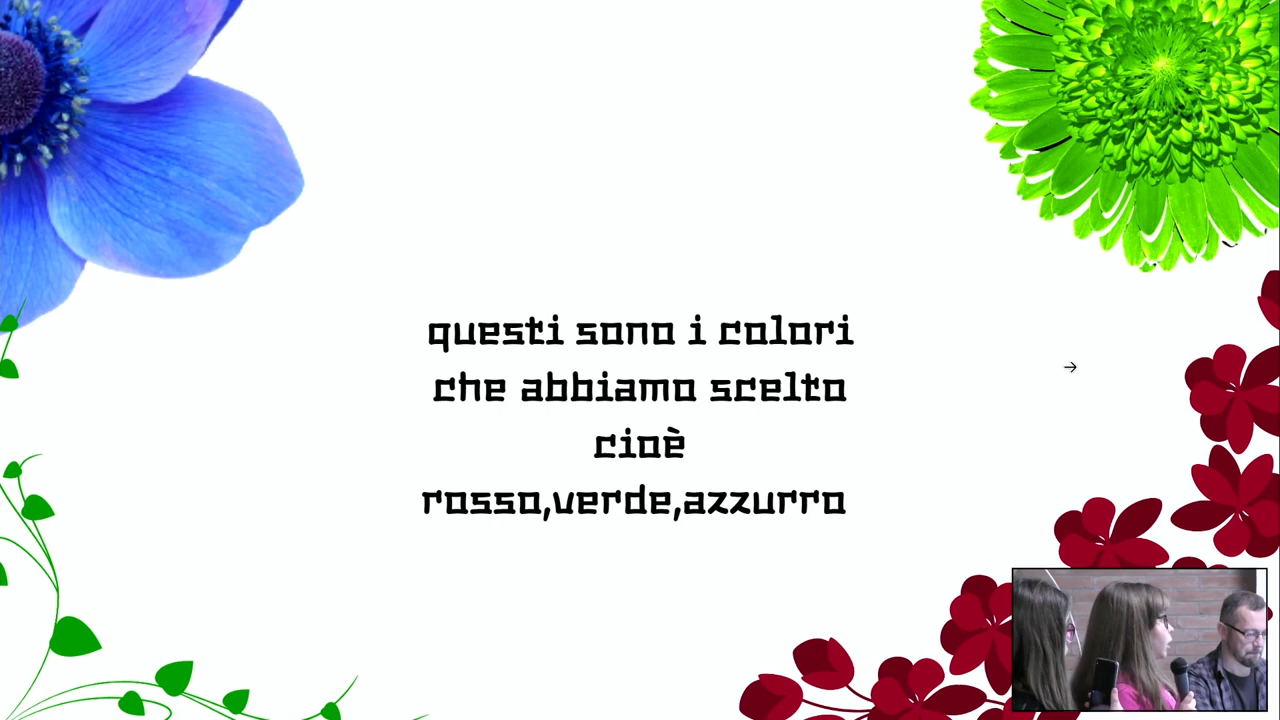 questi sono i colori
che abbiamo scelto
cioè
rosso,verde,azzurro